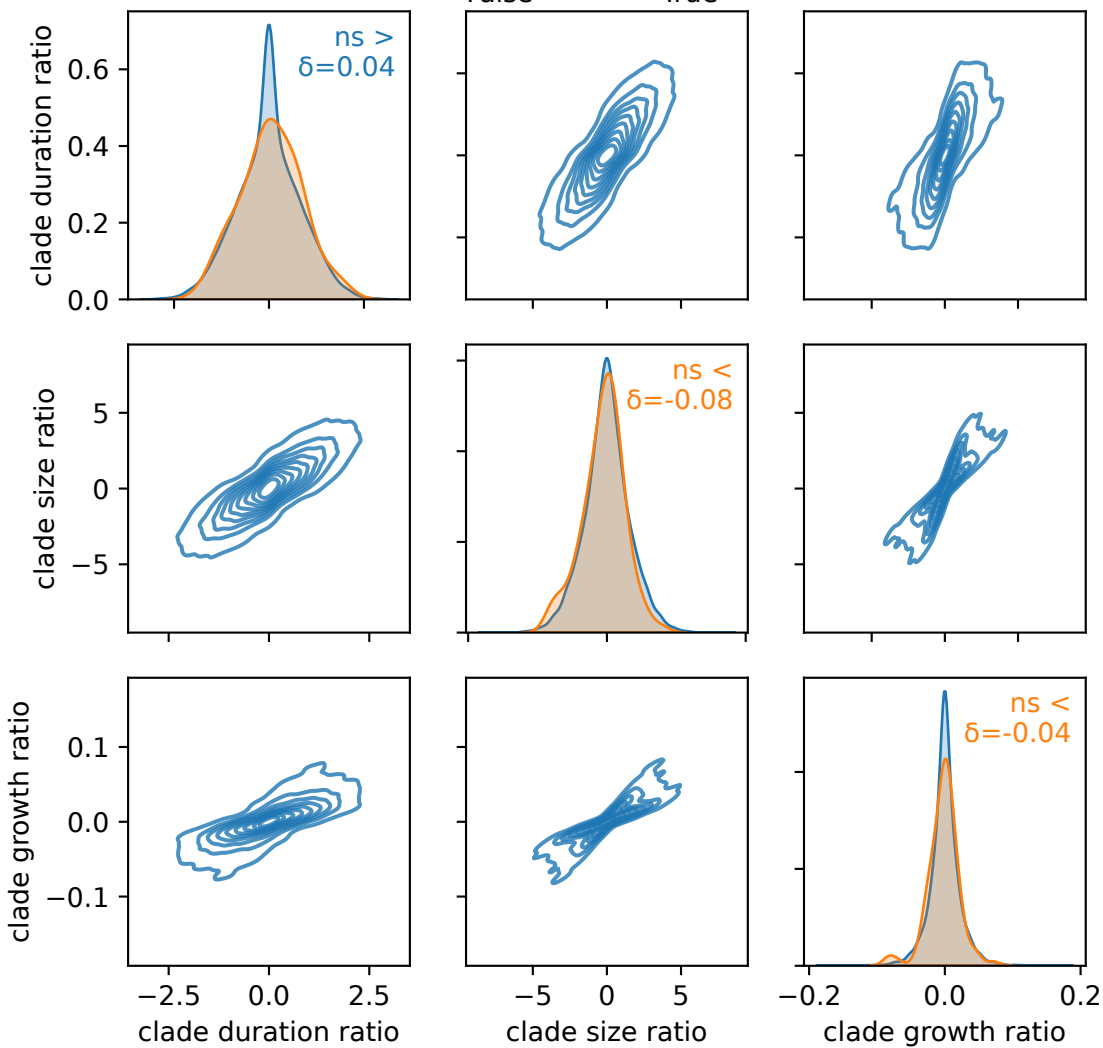 ns >
δ=0.04
clade duration ratio
0.6
0.4
0.2
0.0
clade size ratio
5
0
−5
ns <
δ=-0.08
clade growth ratio
0.1
0.0
−0.1
ns <
δ=-0.04
−2.5 0.0 2.5
−5 0 5
−0.2 0.0 0.2
clade duration ratio
clade size ratio
clade growth ratio